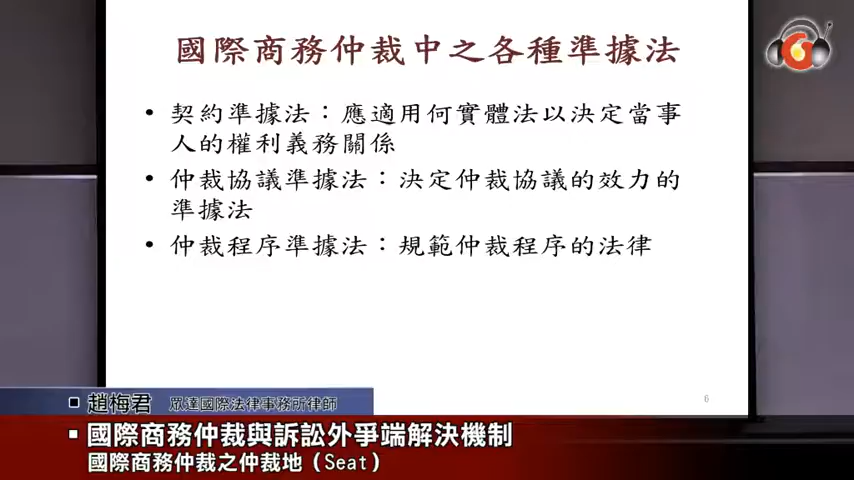 國際商務仲裁中之各種準據法
• 契約準據法：應適用何實體法以決定當事
人的權利義務關係
• 仲裁協議準據法：決定仲裁協議的效力的
準據法
• 仲裁程序準據法：規範仲裁程序的法律
6
趙梅君 眾達國際法律事務所律師
國際商務仲裁與訴訟外爭端解決機制
國際商務仲裁之仲裁地（Seat）